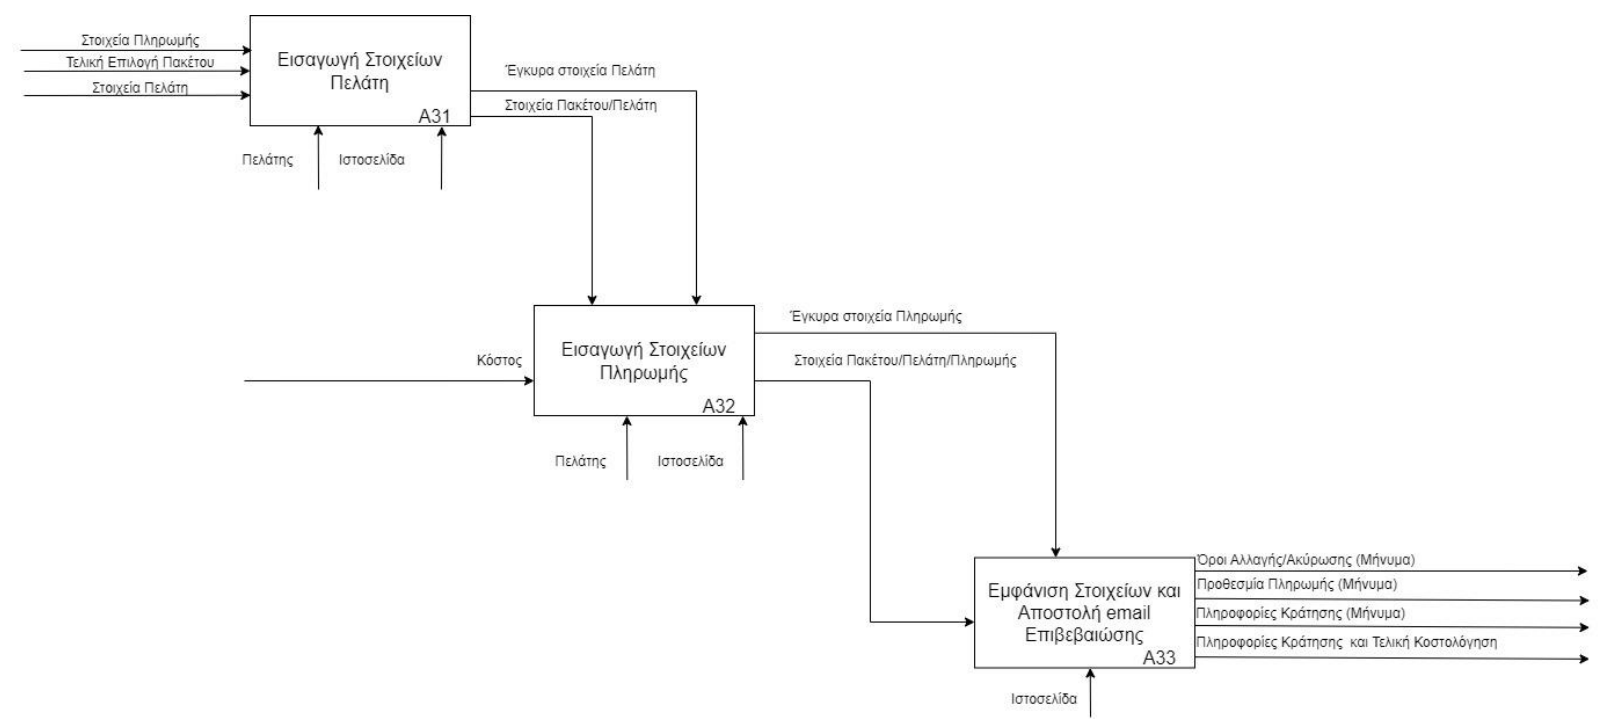 Στοιχεία Πληρωμής
Τελική Επιλογή Πακέτου
Στοιχεία Πελάτη
Εισαγωγή Στοιχείων
Πελάτη
A31
Έγκυρα στοιχεία Πελάτη
Στοιχεία Πακέτου/Πελάτη
Πελάτης
Ιστοσελίδα
Κόστος
Εισαγωγή Στοιχείων
Πληρωμής
A32
Έγκυρα στοιχεία Πληρωμής
Στοιχεία Πακέτου/Πελάτη/Πληρωμής
Πελάτης
Ιστοσελίδα
Εμφάνιση Στοιχείων και
Αποστολή email
Επιβεβαιώσης
A33
Όροι Αλλαγής/Ακύρωσης (Μήνυμα)
Προθεσμία Πληρωμής (Μήνυμα)
Πληροφορίες Κράτησης (Μήνυμα)
Πληροφορίες Κράτησης και Τελική Κοστολόγηση
Ιστοσελίδα